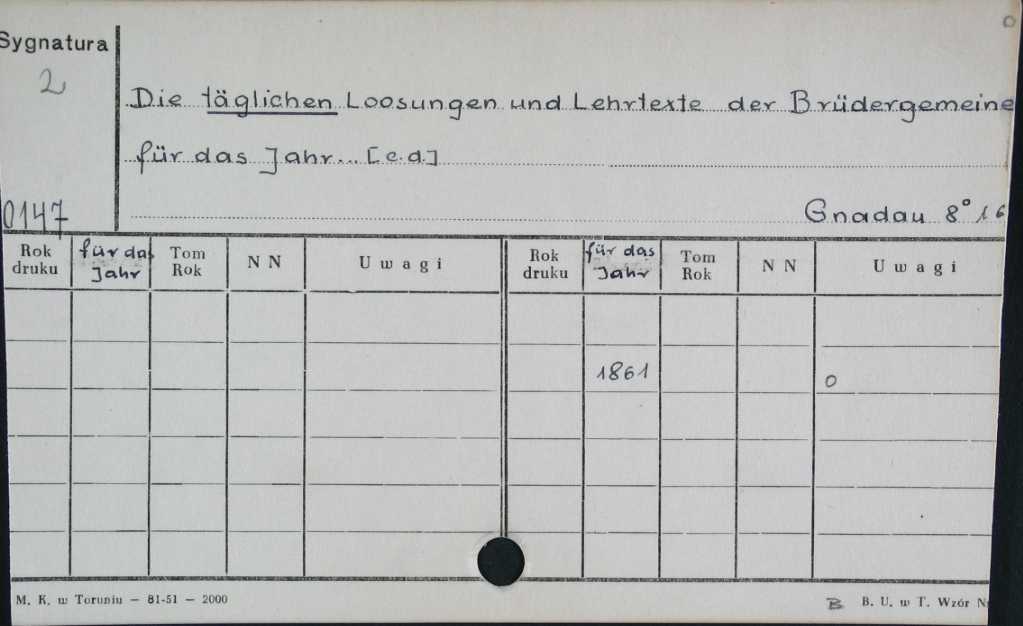 O
Sygnatura
2
Die täglichen Loosungen und Lehrtexte der Brüdergemeine
für das Jahr... [c.d.]
0147
Gnadau 8° 16
Rok druku für das Jahr Tom Rok N N Uwagi Rok druku für das Jahr Tom Rok N N Uwagi
1861 0
M. K. w Toruniu — 81-51 — 2000
B B. U. w T. Wzór